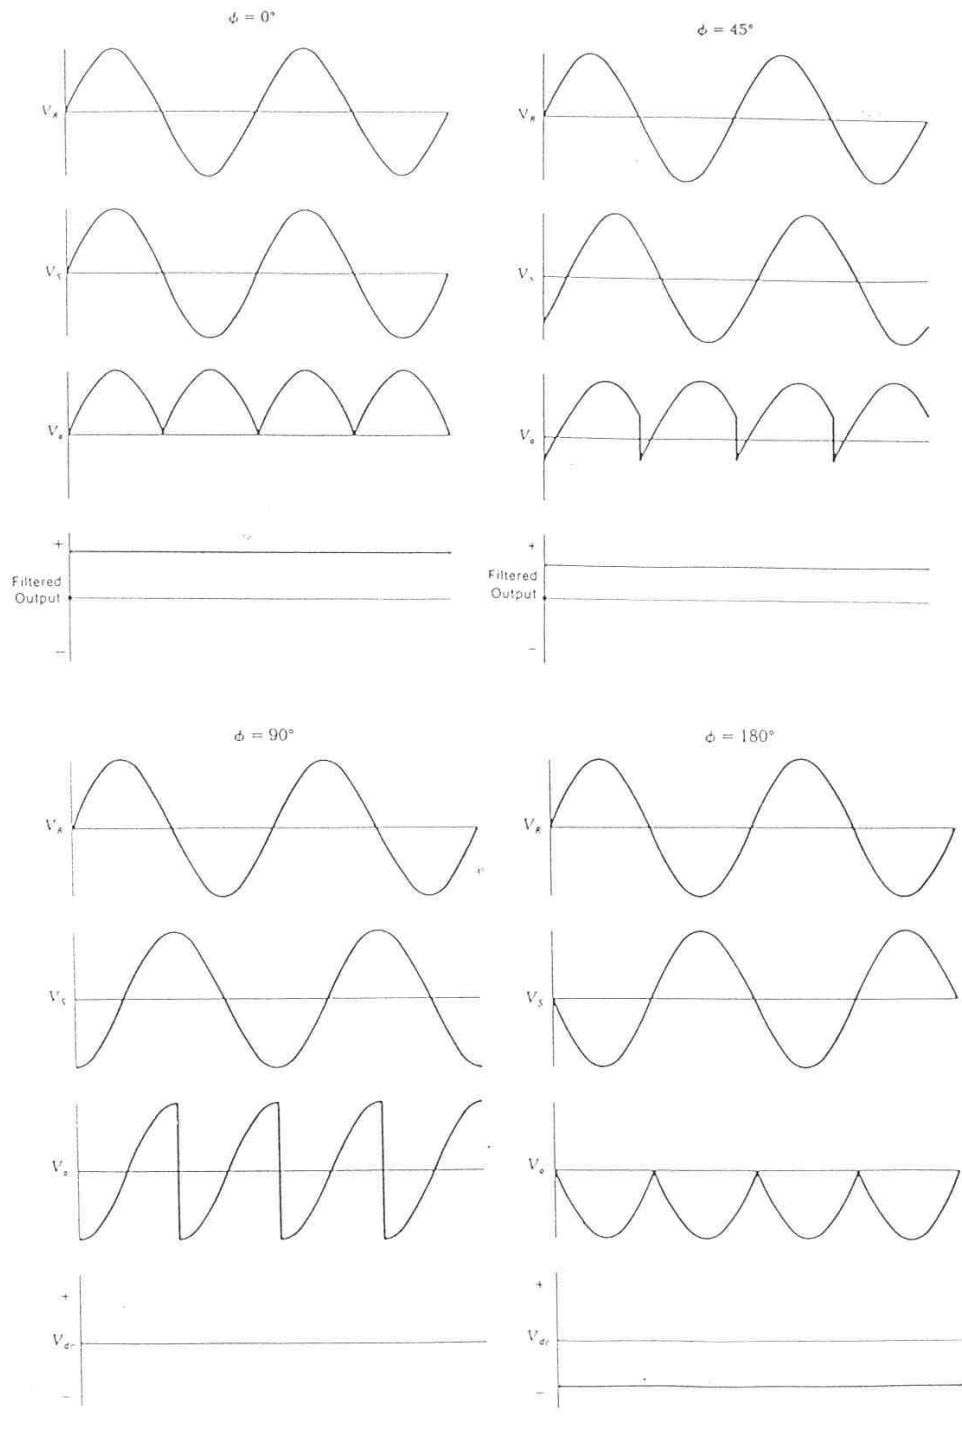 ϕ = 0°
V_R
V_S
V_o
+
Filtered
Output
−
ϕ = 45°
V_R
V_S
V_o
+
Filtered
Output
−
ϕ = 90°
V_R
V_S
V_o
+
V_dc
−
ϕ = 180°
V_R
V_S
V_o
+
V_dc
−